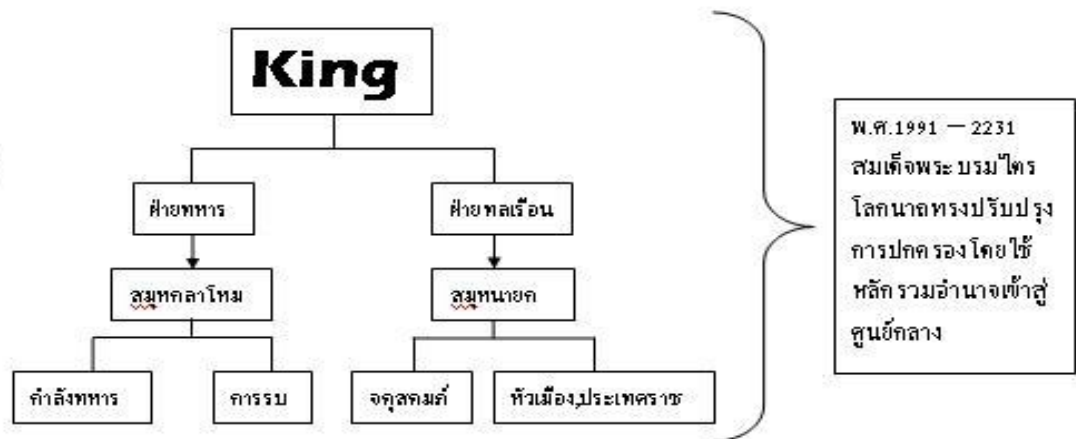 King
ฝ่ายทหาร
ฝ่ายพลเรือน
สมุหกลาโหม
สมุหนายก
กำลังทหาร
การรบ
จตุสดมภ์
หัวเมือง,ประเทศราช
พ.ศ.1991 – 2231
สมเด็จพระบรมไตร
โลกนาถทรงปรับปรุง
การปกครองโดยใช้
หลักรวมอำนาจเข้าสู่
ศูนย์กลาง